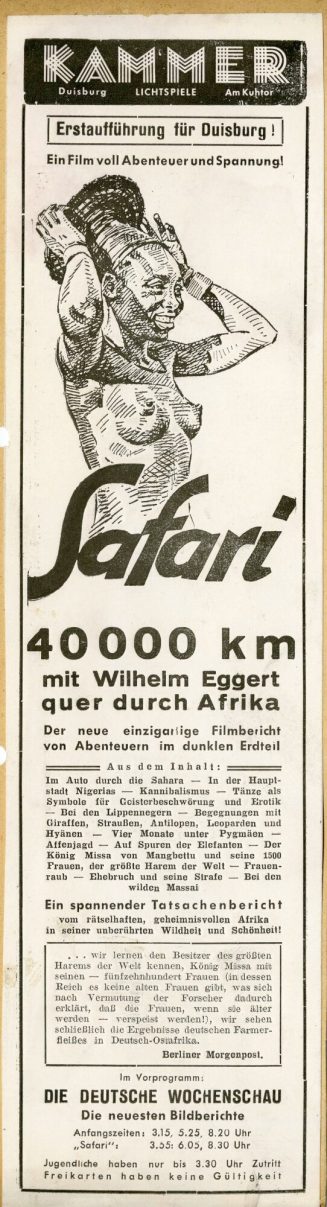 KAMMER
Duisburg LICHTSPIELE Am Kuhtor
Erstaufführung für Duisburg!
Ein Film voll Abenteuer und Spannung!
Safari
40000 km
mit Wilhelm Eggert
quer durch Afrika
Der neue einzigartige Filmbericht
von Abenteuern im dunklen Erdteil
Aus dem Inhalt:
Im Auto durch die Sahara — In der Haupt-
stadt Nigerias — Kannibalismus — Tänze als
Symbole für Geisterbeschwörung und Erotik
— Bei den Lippennegern — Begegnungen mit
Giraffen, Straußen, Antilopen, Leoparden und
Hyänen — Vier Monate unter Pygmäen —
Affenjagd — Auf Spuren der Elefanten — Der
König Missa von Mangbettu und seine 1500
Frauen, der größte Harem der Welt — Frauen-
raub — Ehebruch und seine Strafe — Bei den
wilden Massai
Ein spannender Tatsachenbericht
vom rätselhaften, geheimnisvollen Afrika
in seiner unberührten Wildheit und Schönheit!
. . . wir lernen den Besitzer des größten
Harems der Welt kennen, König Missa mit
seinen — fünfzehnhundert Frauen (in dessen
Reich es keine alten Frauen gibt, was sich
nach Vermutung der Forscher dadurch
erklärt, daß die Frauen, wenn sie älter
werden — verspeist werden!), wir sehen
schließlich die Ergebnisse deutschen Farmer-
fleißes in Deutsch-Ostafrika.
Berliner Morgenpost.
Im Vorprogramm:
DIE DEUTSCHE WOCHENSCHAU
Die neuesten Bildberichte
Anfangszeiten: 3.15, 5.25, 8.20 Uhr
„Safari": 3.55: 6.05, 8.30 Uhr
Jugendliche haben nur bis 3.30 Uhr Zutritt
Freikarten haben keine Gültigkeit